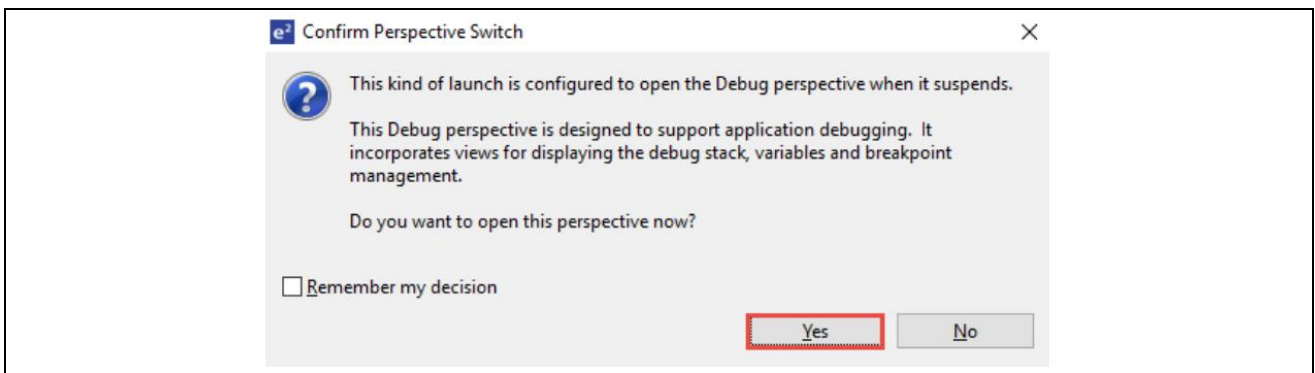 e² Confirm Perspective Switch
This kind of launch is configured to open the Debug perspective when it suspends.
This Debug perspective is designed to support application debugging. It
incorporates views for displaying the debug stack, variables and breakpoint
management.
Do you want to open this perspective now?
Remember my decision
Yes No